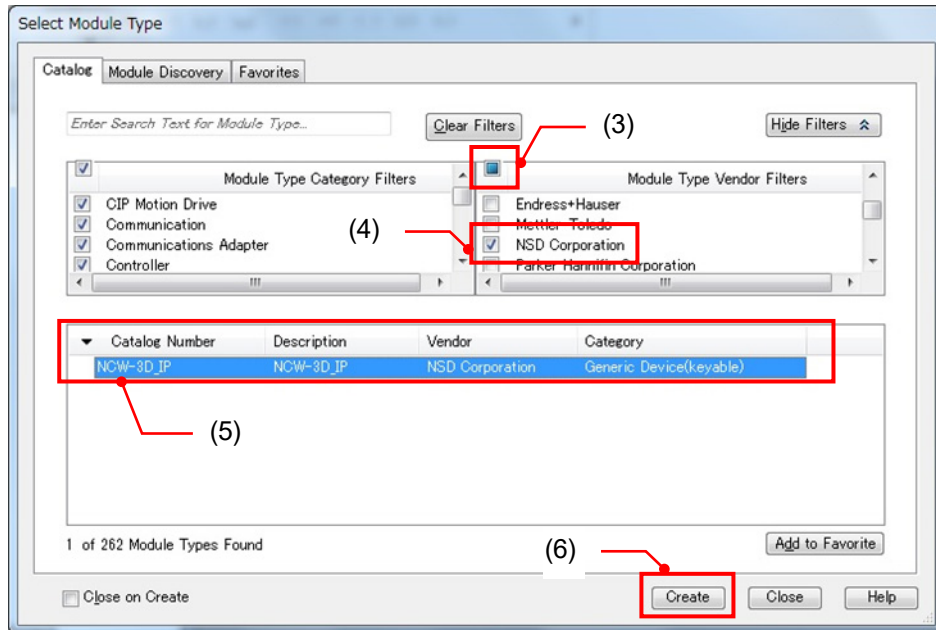 Select Module Type
Catalog Module Discovery Favorites
Enter Search Text for Module Type...
Clear Filters
(3)
Hide Filters
Module Type Category Filters
CIP Motion Drive
Communication
Communications Adapter
Controller
(4)
Module Type Vendor Filters
Endress+Hauser
Mettler Toledo
NSD Corporation
Parker Hannifin Corporation
Catalog Number Description Vendor Category
NCW-3D_IP NCW-3D_IP NSD Corporation Generic Device(keyable)
(5)
1 of 262 Module Types Found
(6)
Add to Favorite
Close on Create
Create Close Help